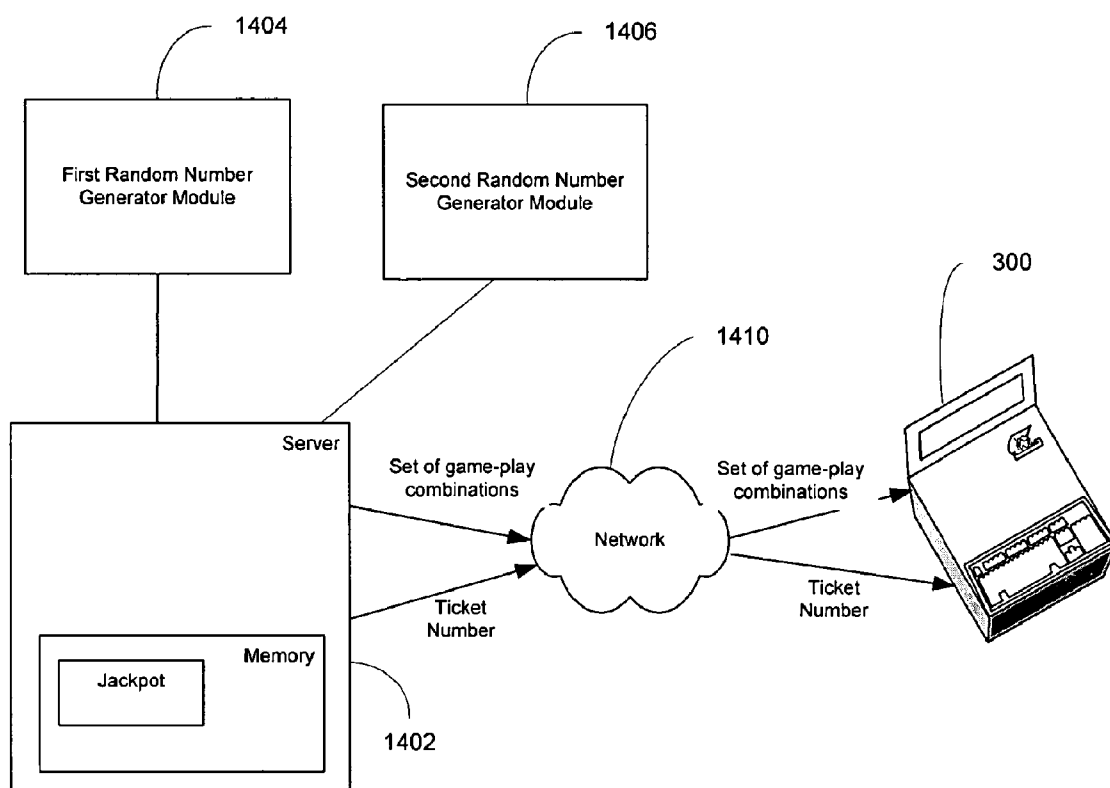 1404
1406
First Random Number
Generator Module
Second Random Number
Generator Module
300
1410
Server
Set of game-play
combinations
Set of game-play
combinations
Network
Ticket
Number
Ticket
Number
Memory
Jackpot
1402